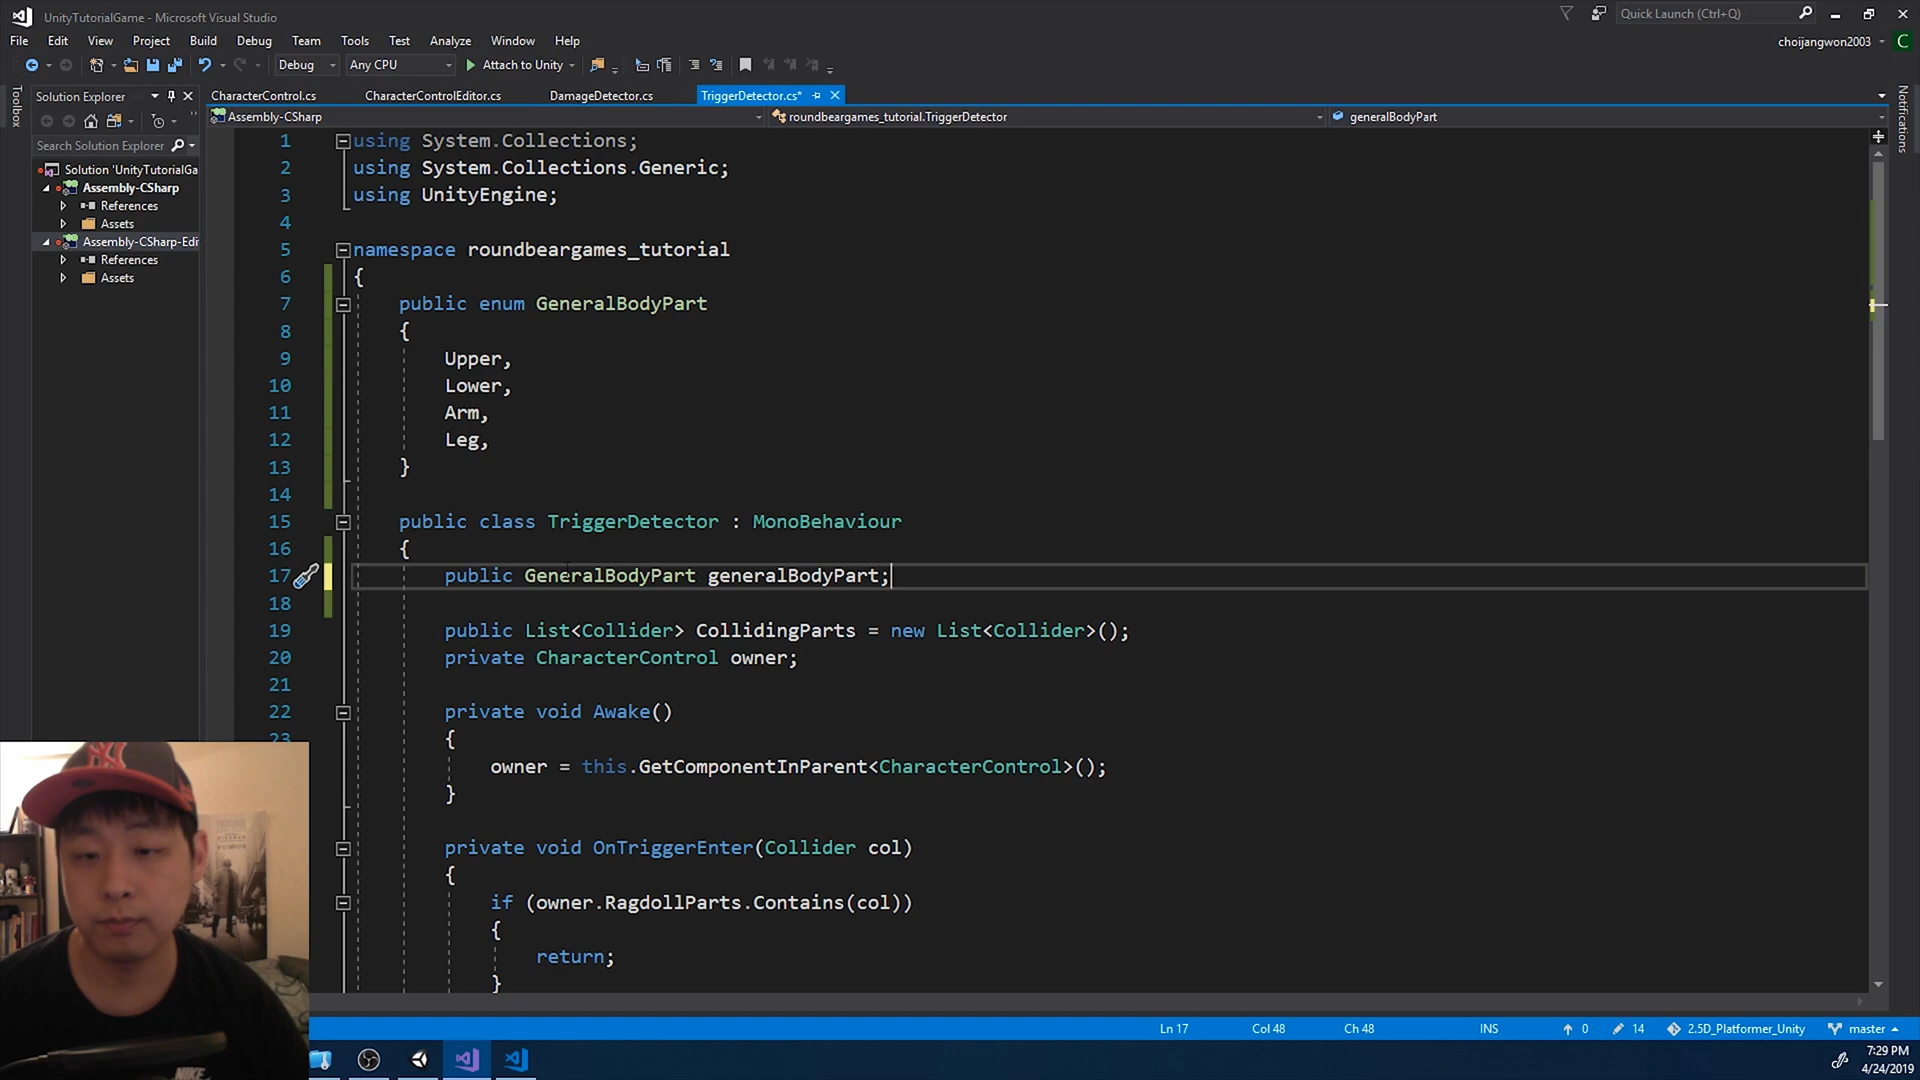 UnityTutorialGame - Microsoft Visual Studio
Quick Launch (Ctrl+Q)
File Edit View Project Build Debug Team Tools Test Analyze Window Help
choijangwon2003 C
Debug Any CPU Attach to Unity
Toolbox
Solution Explorer
CharacterControl.cs CharacterControlEditor.cs DamageDetector.cs TriggerDetector.cs*
Notifications
Assembly-CSharp roundbeargames_tutorial.TriggerDetector generalBodyPart
Search Solution Explorer
Solution 'UnityTutorialGa
Assembly-CSharp
References
Assets
Assembly-CSharp-Edi
References
Assets
1 using System.Collections;
2 using System.Collections.Generic;
3 using UnityEngine;
4
5 namespace roundbeargames_tutorial
6 {
7 public enum GeneralBodyPart
8 {
9 Upper,
10 Lower,
11 Arm,
12 Leg,
13 }
14
15 public class TriggerDetector : MonoBehaviour
16 {
17 public GeneralBodyPart generalBodyPart;
18
19 public List<Collider> CollidingParts = new List<Collider>();
20 private CharacterControl owner;
21
22 private void Awake()
23 {
owner = this.GetComponentInParent<CharacterControl>();
}
private void OnTriggerEnter(Collider col)
{
if (owner.RagdollParts.Contains(col))
{
return;
}
Ln 17 Col 48 Ch 48 INS 0 14 2.5D_Platformer_Unity master
7:29 PM
4/24/2019